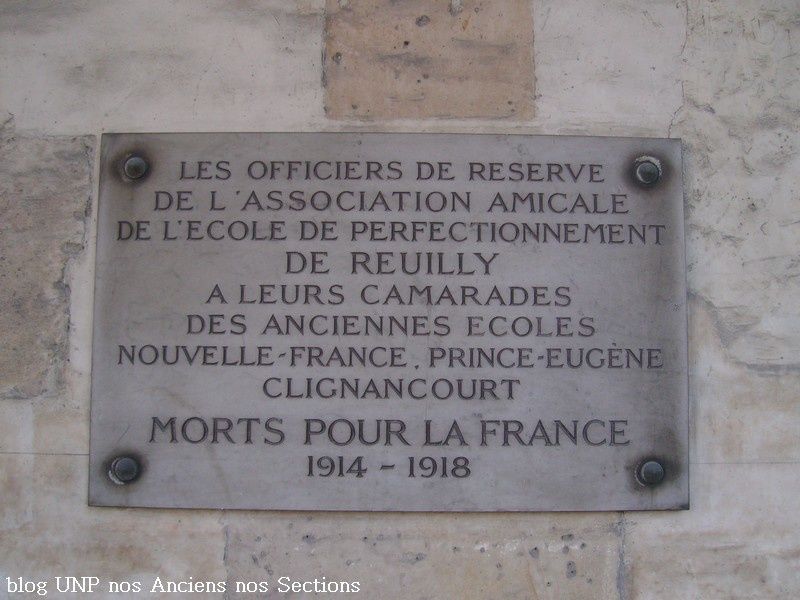 LES OFFICIERS DE RESERVE
DE L'ASSOCIATION AMICALE
DE L'ECOLE DE PERFECTIONNEMENT
DE REUILLY
A LEURS CAMARADES
DES ANCIENNES ECOLES
NOUVELLE-FRANCE, PRINCE-EUGÈNE
CLIGNANCOURT
MORTS POUR LA FRANCE
1914 - 1918
blog UNP nos Anciens nos Sections